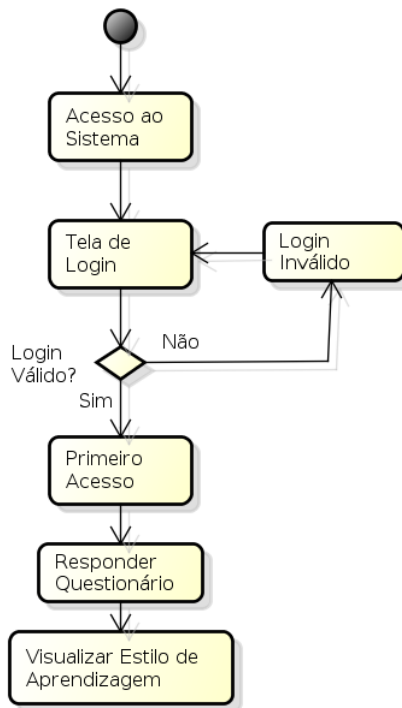 Acesso ao
Sistema
Tela de
Login
Login
Inválido
Login
Válido?
Não
Sim
Primeiro
Acesso
Responder
Questionário
Visualizar Estilo de
Aprendizagem